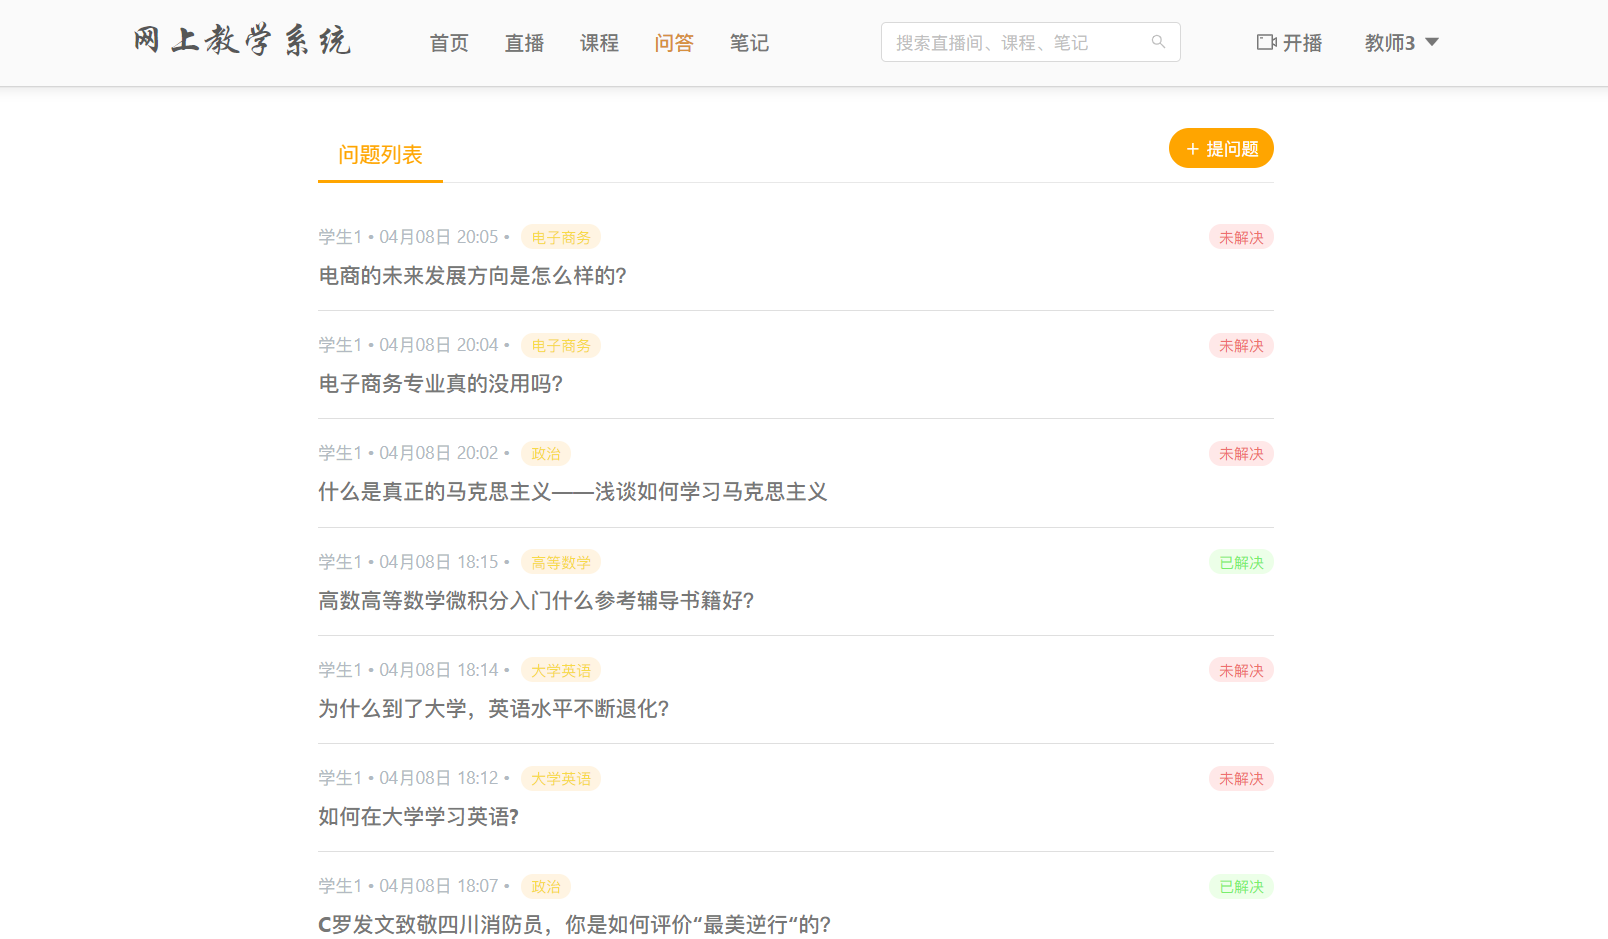 网上教学系统 首页 直播 课程 问答 笔记 搜索直播间、课程、笔记 开播 教师3
问题列表 + 提问题
学生1 • 04月08日 20:05 • 电子商务 未解决
电商的未来发展方向是怎么样的?
学生1 • 04月08日 20:04 • 电子商务 未解决
电子商务专业真的没用吗?
学生1 • 04月08日 20:02 • 政治 未解决
什么是真正的马克思主义——浅谈如何学习马克思主义
学生1 • 04月08日 18:15 • 高等数学 已解决
高数高等数学微积分入门什么参考辅导书籍好?
学生1 • 04月08日 18:14 • 大学英语 未解决
为什么到了大学，英语水平不断退化?
学生1 • 04月08日 18:12 • 大学英语 未解决
如何在大学学习英语?
学生1 • 04月08日 18:07 • 政治 已解决
C罗发文致敬四川消防员，你是如何评价“最美逆行“的?